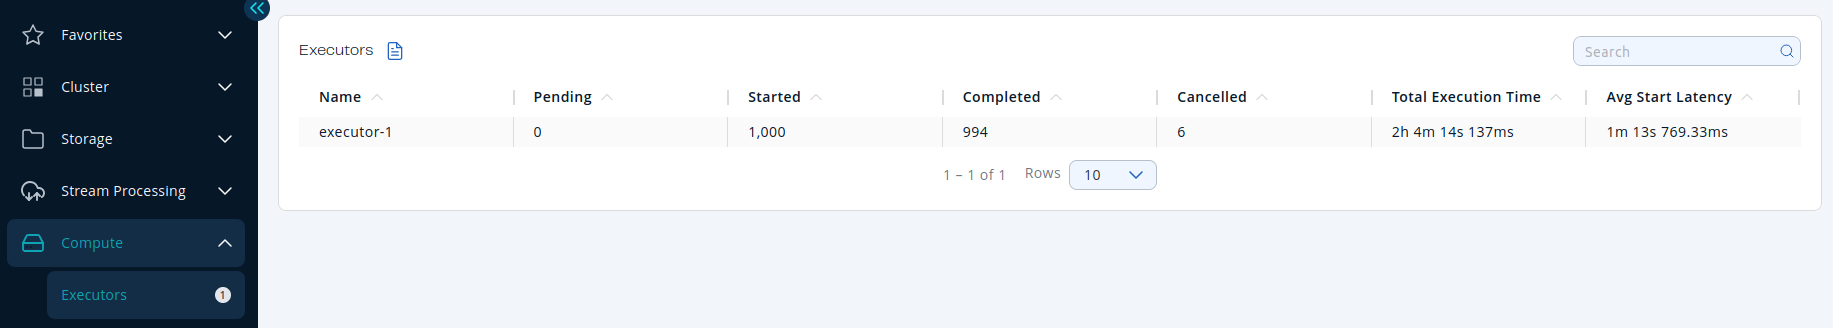 Favorites
Cluster
Storage
Stream Processing
Compute
Executors 1
Executors
Search
Name Pending Started Completed Cancelled Total Execution Time Avg Start Latency
executor-1 0 1,000 994 6 2h 4m 14s 137ms 1m 13s 769.33ms
1 – 1 of 1 Rows 10